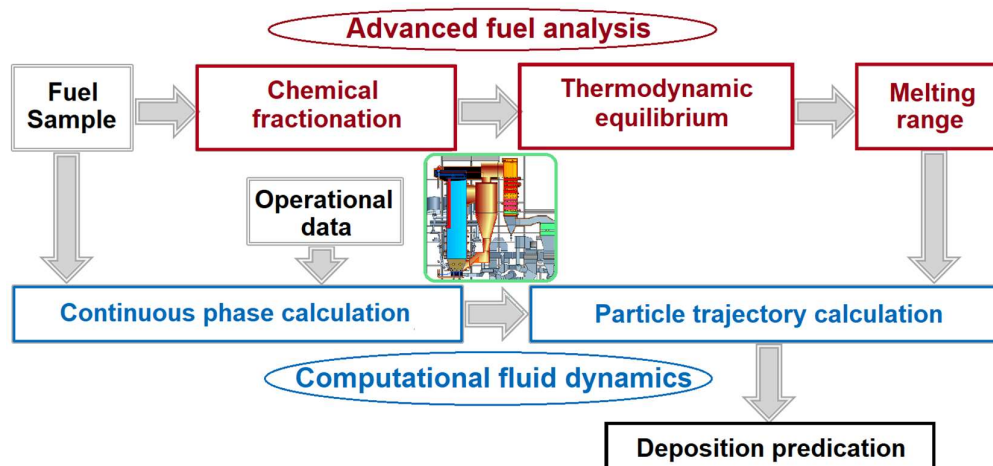 Advanced fuel analysis
Fuel
Sample
Chemical
fractionation
Thermodynamic
equilibrium
Melting
range
Operational
data
Continuous phase calculation
Particle trajectory calculation
Computational fluid dynamics
Deposition predication